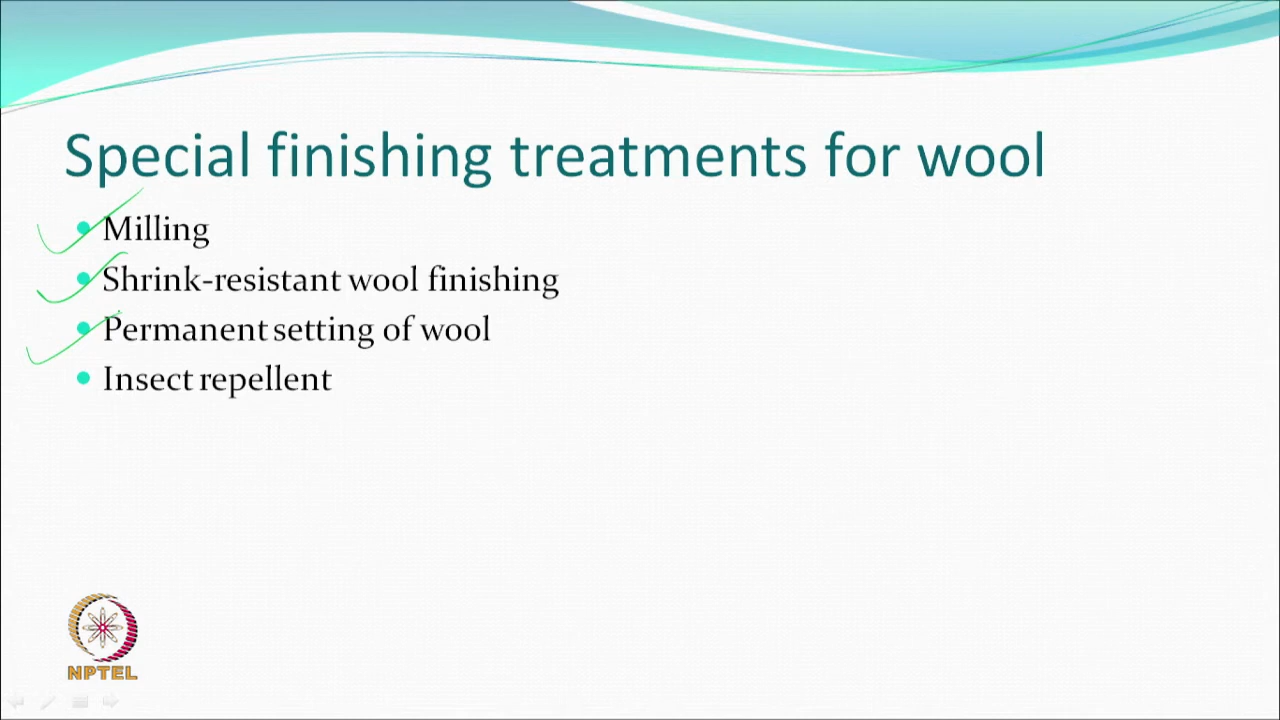 Special finishing treatments for wool
Milling
Shrink-resistant wool finishing
Permanent setting of wool
Insect repellent
NPTEL